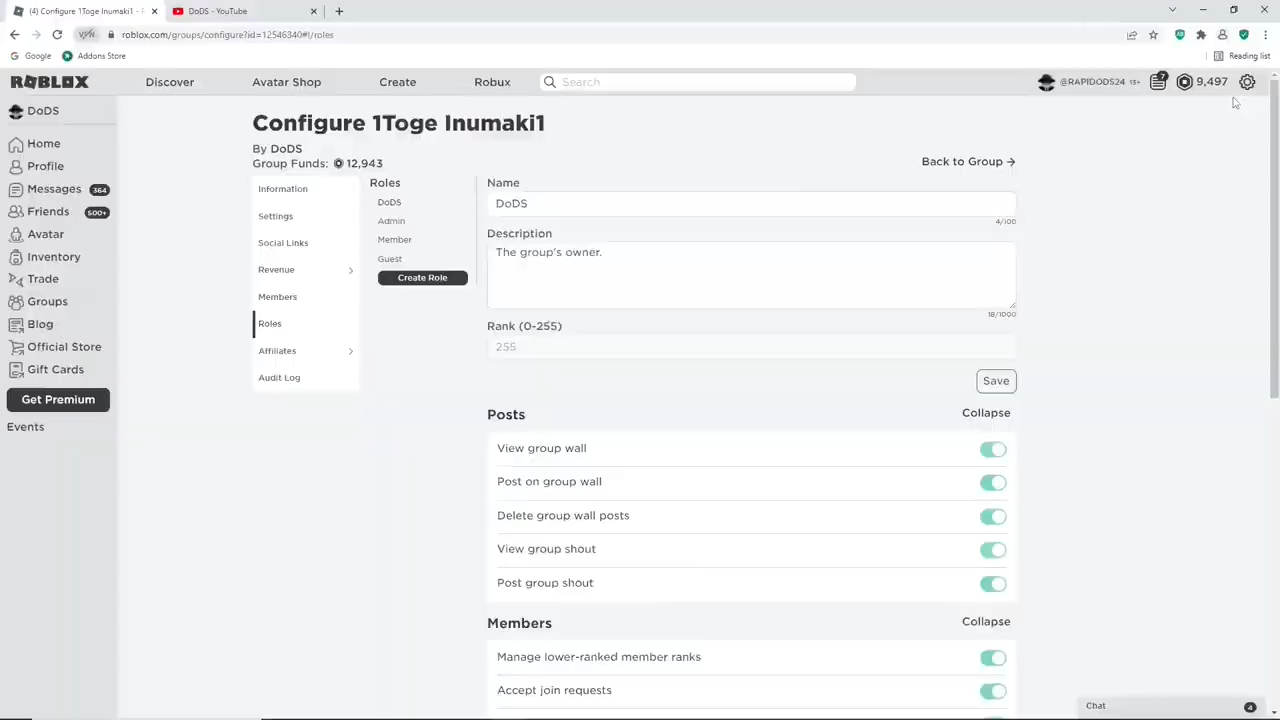 (4) Configure 1Toge Inumaki1 - F
DoDS - YouTube
VPN
roblox.com/groups/configure?id=12546340#!/roles
Google
Addons Store
Reading list
ROBLOX
Discover
Avatar Shop
Create
Robux
Search
@RAPIDODS24 13+
7
9,497
DoDS
Home
Profile
Messages 364
Friends 500+
Avatar
Inventory
Trade
Groups
Blog
Official Store
Gift Cards
Get Premium
Events
Configure 1Toge Inumaki1
By DoDS
Group Funds: 12,943
Back to Group →
Information
Settings
Social Links
Revenue
Members
Roles
Affiliates
Audit Log
Roles
DoDS
Admin
Member
Guest
Create Role
Name
DoDS
4/100
Description
The group's owner.
18/1000
Rank (0-255)
255
Save
Posts
Collapse
View group wall
Post on group wall
Delete group wall posts
View group shout
Post group shout
Members
Collapse
Manage lower-ranked member ranks
Accept join requests
Chat
4